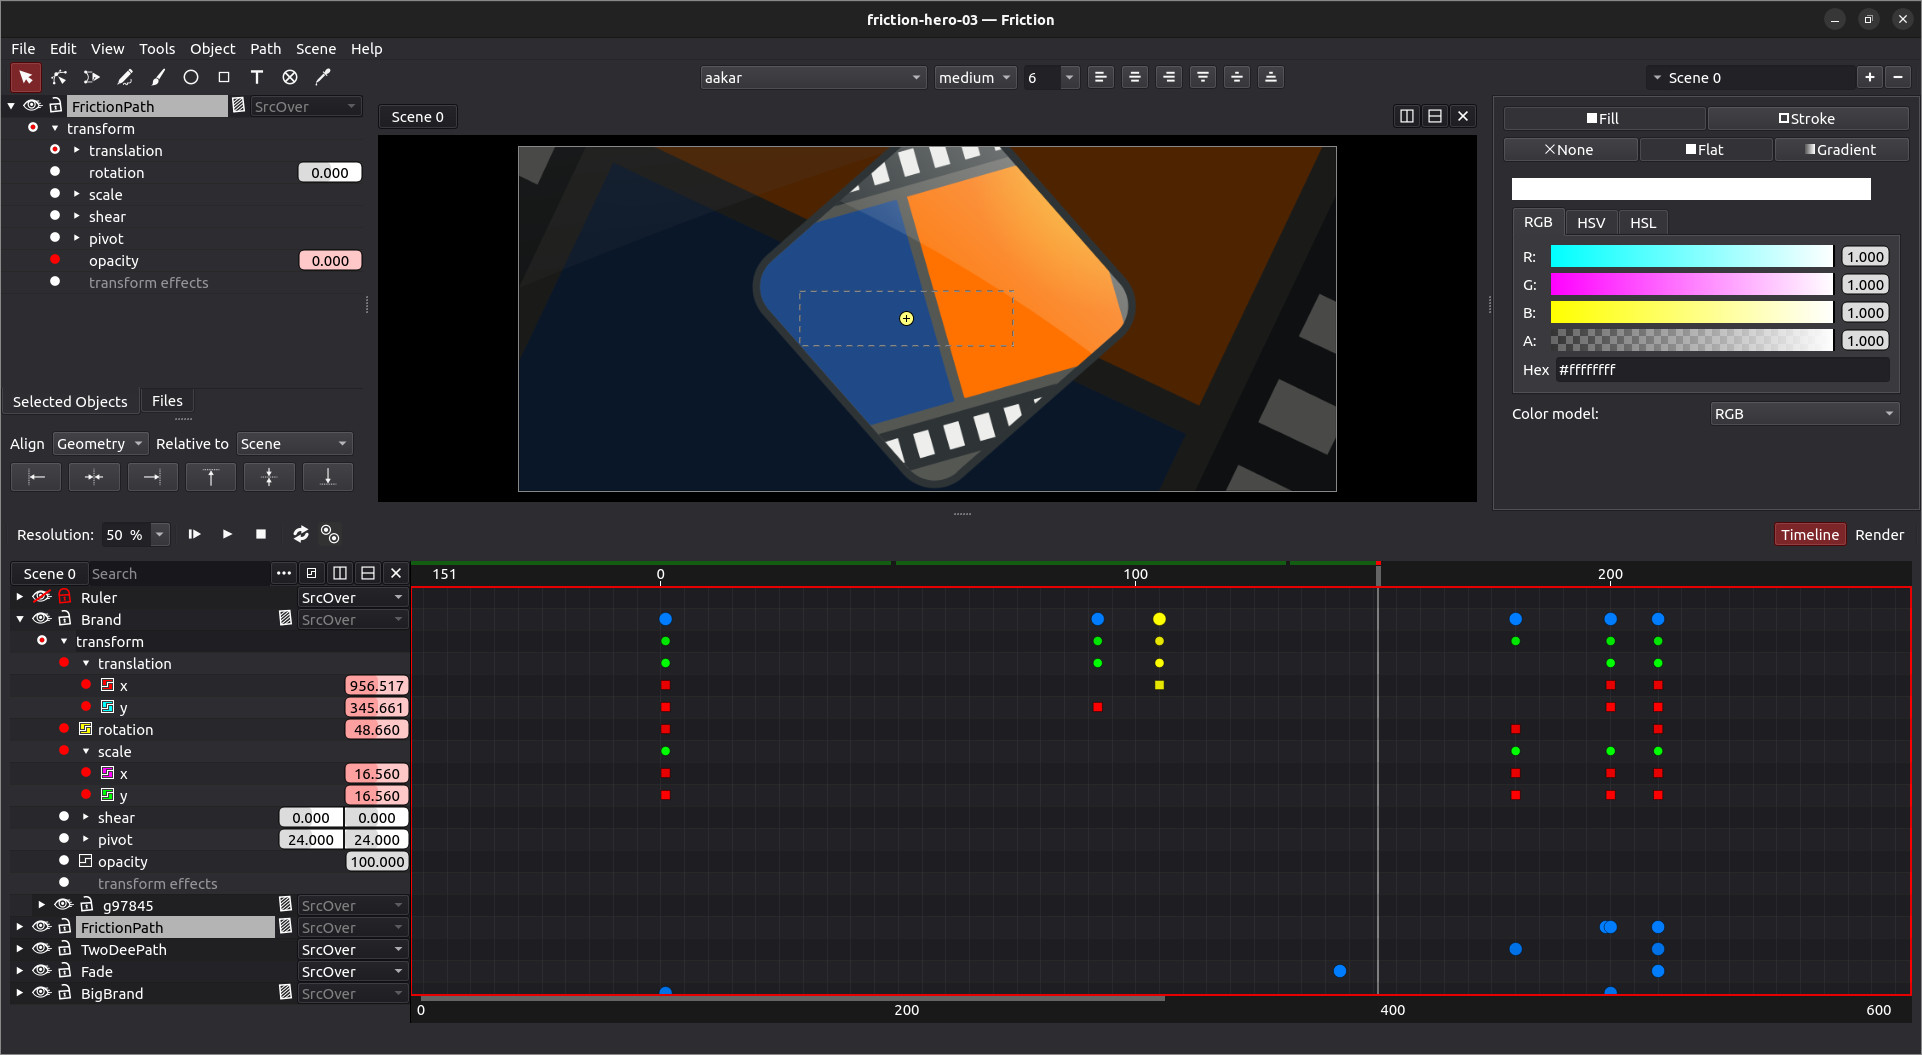 friction-hero-03 — Friction
File Edit View Tools Object Path Scene Help
aakar medium 6 Scene 0
FrictionPath SrcOver
transform
translation
rotation 0.000
scale
shear
pivot
opacity 0.000
transform effects
Selected Objects Files
Align Geometry Relative to Scene
Scene 0
Fill Stroke
None Flat Gradient
RGB HSV HSL
R: 1.000
G: 1.000
B: 1.000
A: 1.000
Hex #ffffffff
Color model: RGB
Resolution: 50 % Timeline Render
Scene 0 Search 151 0 100 200
Ruler SrcOver
Brand SrcOver
transform
translation
x 956.517
y 345.661
rotation 48.660
scale
x 16.560
y 16.560
shear 0.000 0.000
pivot 24.000 24.000
opacity 100.000
transform effects
g97845 SrcOver
FrictionPath SrcOver
TwoDeePath SrcOver
Fade SrcOver
BigBrand SrcOver
0 200 400 600